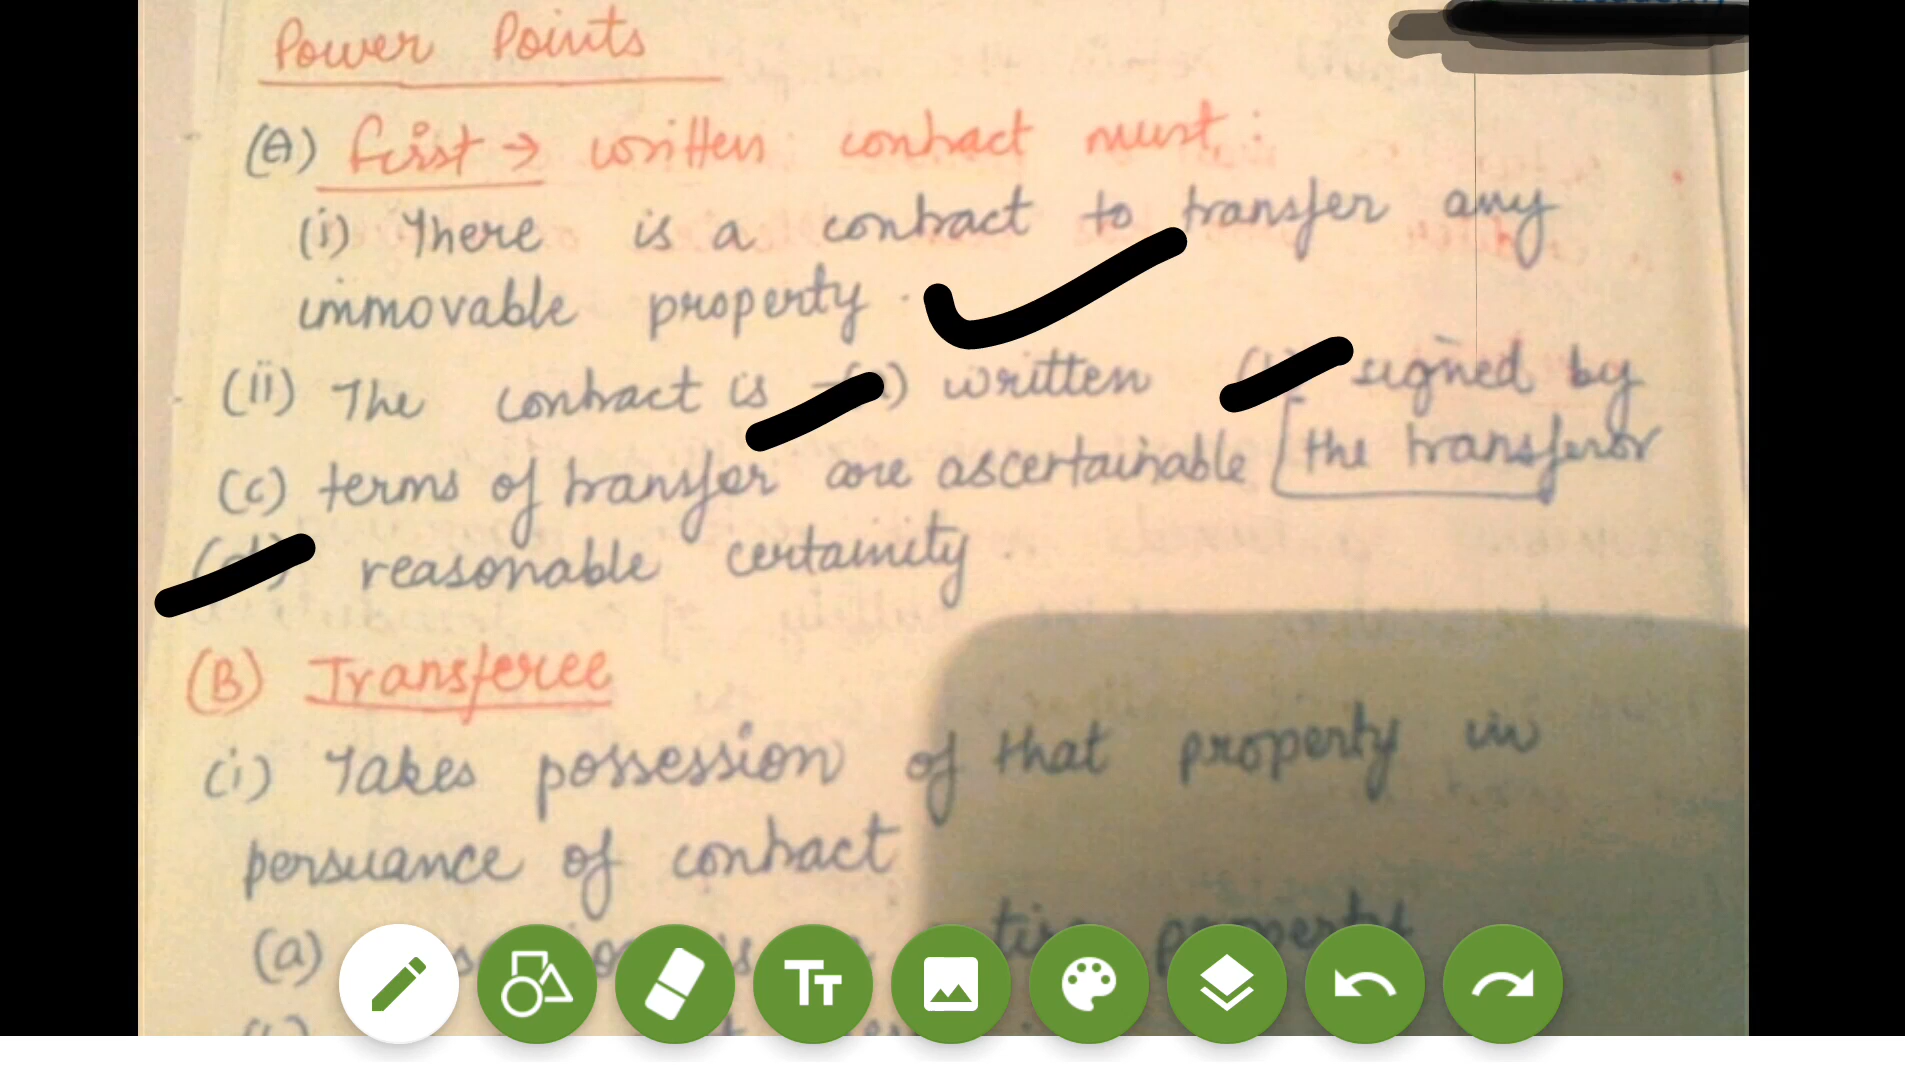 Power Points
(A) First → written contract must :
(i) There is a contract to transfer any
immovable property .
(ii) The contract is written signed by
(c) terms of transfer are ascertainable [the transferor
reasonable certainity .
(B) Transferee
(i) Takes possession of that property in
persuance of contract
(a) property
TT